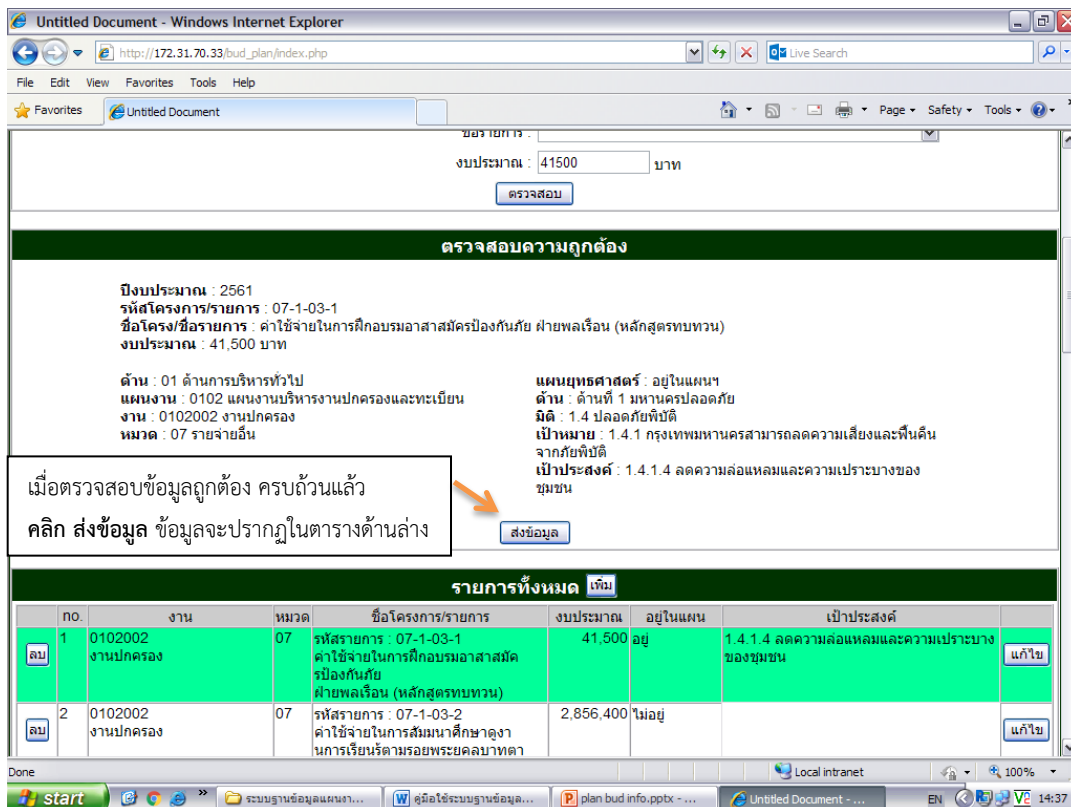 Untitled Document - Windows Internet Explorer
http://172.31.70.33/bud_plan/index.php
Live Search
File Edit View Favorites Tools Help
Favorites Untitled Document Page Safety Tools
ชื่อรายการ :
งบประมาณ : 41500 บาท
ตรวจสอบ
ตรวจสอบความถูกต้อง
ปีงบประมาณ : 2561
รหัสโครงการ/รายการ : 07-1-03-1
ชื่อโครง/ชื่อรายการ : ค่าใช้จ่ายในการฝึกอบรมอาสาสมัครป้องกันภัย ฝ่ายพลเรือน (หลักสูตรทบทวน)
งบประมาณ : 41,500 บาท
ด้าน : 01 ด้านการบริหารทั่วไป
แผนงาน : 0102 แผนงานบริหารงานปกครองและทะเบียน
งาน : 0102002 งานปกครอง
หมวด : 07 รายจ่ายอื่น
แผนยุทธศาสตร์ : อยู่ในแผนฯ
ด้าน : ด้านที่ 1 มหานครปลอดภัย
มิติ : 1.4 ปลอดภัยพิบัติ
เป้าหมาย : 1.4.1 กรุงเทพมหานครสามารถลดความเสี่ยงและฟื้นคืน
จากภัยพิบัติ
เป้าประสงค์ : 1.4.1.4 ลดความล่อแหลมและความเปราะบางของ
ชุมชน
เมื่อตรวจสอบข้อมูลถูกต้อง ครบถ้วนแล้ว
คลิก ส่งข้อมูล ข้อมูลจะปรากฏในตารางด้านล่าง
ส่งข้อมูล
รายการทั้งหมด เพิ่ม
no. งาน หมวด ชื่อโครงการ/รายการ งบประมาณ อยู่ในแผน เป้าประสงค์
ลบ 1 0102002 07 รหัสรายการ : 07-1-03-1 41,500 อยู่ 1.4.1.4 ลดความล่อแหลมและความเปราะบาง แก้ไข
งานปกครอง ค่าใช้จ่ายในการฝึกอบรมอาสาสมัค ของชุมชน
รป้องกันภัย
ฝ่ายพลเรือน (หลักสูตรทบทวน)
ลบ 2 0102002 07 รหัสรายการ : 07-1-03-2 2,856,400 ไม่อยู่ แก้ไข
งานปกครอง ค่าใช้จ่ายในการสัมมนาศึกษาดูงา
นการเรียนรู้ตามรอยพระยุคลบาทตา
Done Local intranet 100%
start ระบบฐานข้อมูลแผนงา... คู่มือใช้ระบบฐานข้อมูล... plan bud info.pptx - ... Untitled Document - ... EN 14:37